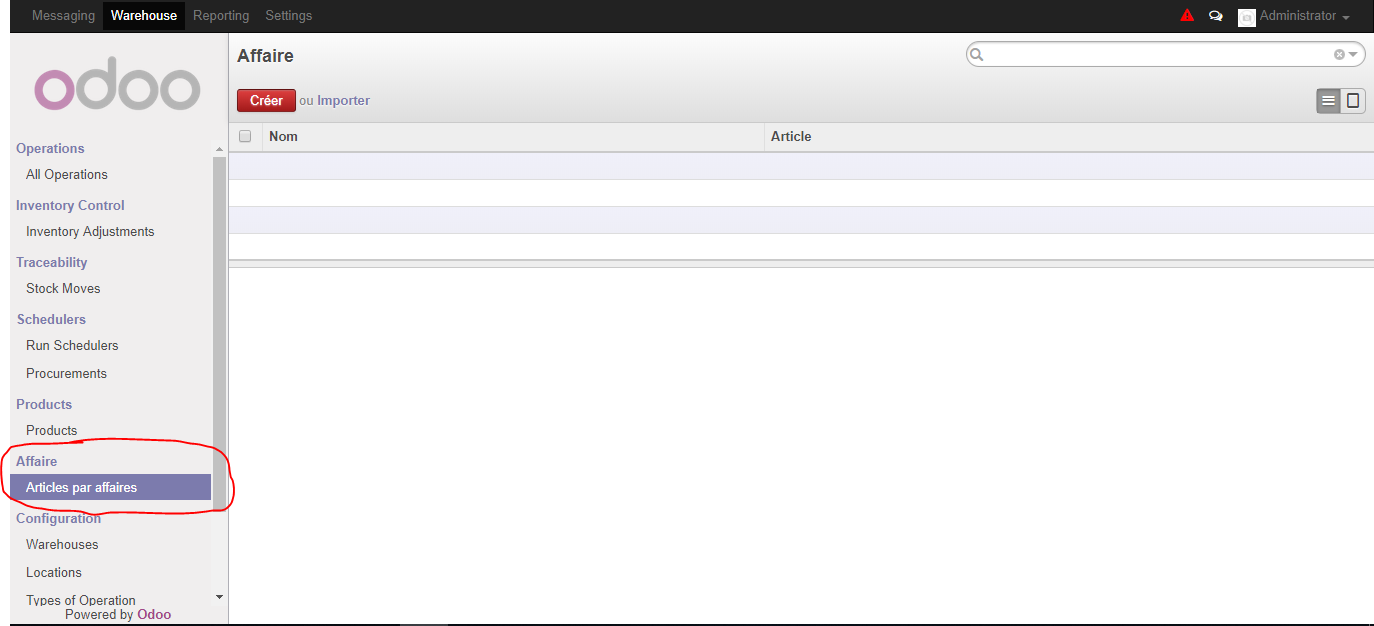 Messaging Warehouse Reporting Settings Administrator
odoo
Affaire
Créer ou Importer
Nom Article
Operations
All Operations
Inventory Control
Inventory Adjustments
Traceability
Stock Moves
Schedulers
Run Schedulers
Procurements
Products
Products
Affaire
Articles par affaires
Configuration
Warehouses
Locations
Types of Operation
Powered by Odoo